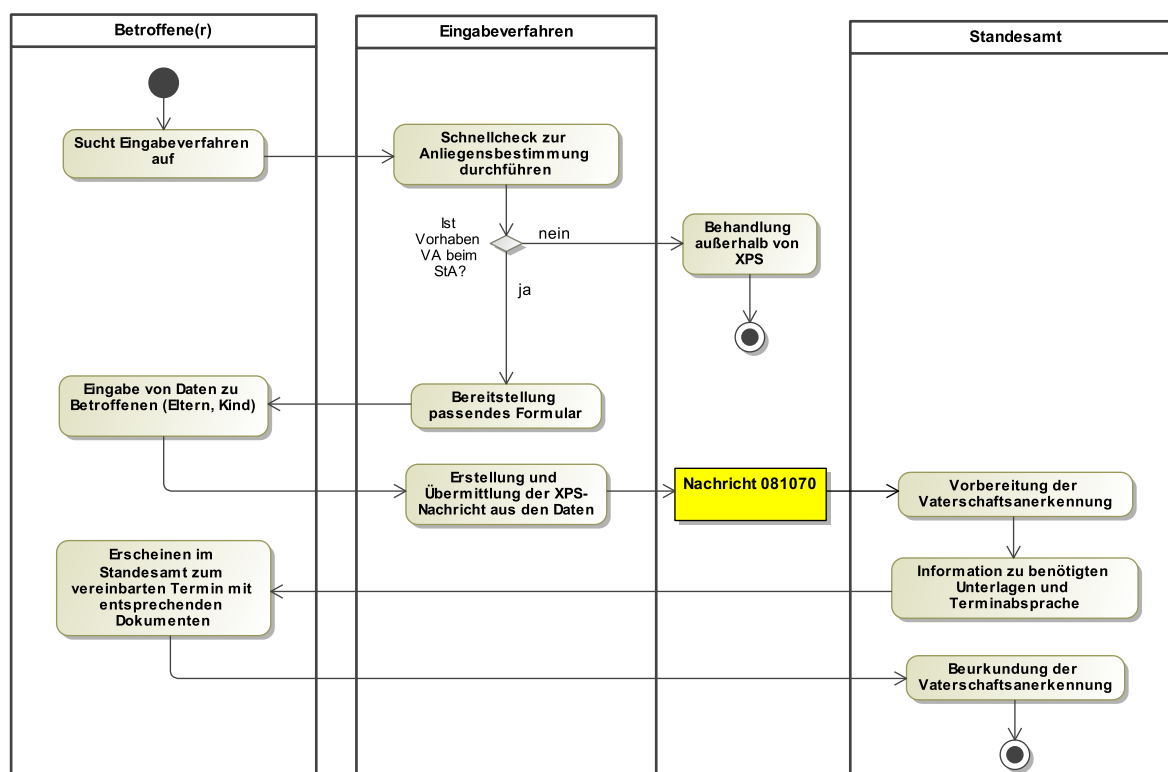 Betroffene(r)
Eingabeverfahren
Standesamt
Sucht Eingabeverfahren
auf
Schnellcheck zur
Anliegensbestimmung
durchführen
Ist
Vorhaben
VA beim
StA?
nein
Behandlung
außerhalb von
XPS
ja
Eingabe von Daten zu
Betroffenen (Eltern, Kind)
Bereitstellung
passendes Formular
Erstellung und
Übermittlung der XPS-
Nachricht aus den Daten
Nachricht 081070
Vorbereitung der
Vaterschaftsanerkennung
Erscheinen im
Standesamt zum
vereinbarten Termin mit
entsprechenden
Dokumenten
Information zu benötigten
Unterlagen und
Terminabsprache
Beurkundung der
Vaterschaftsanerkennung